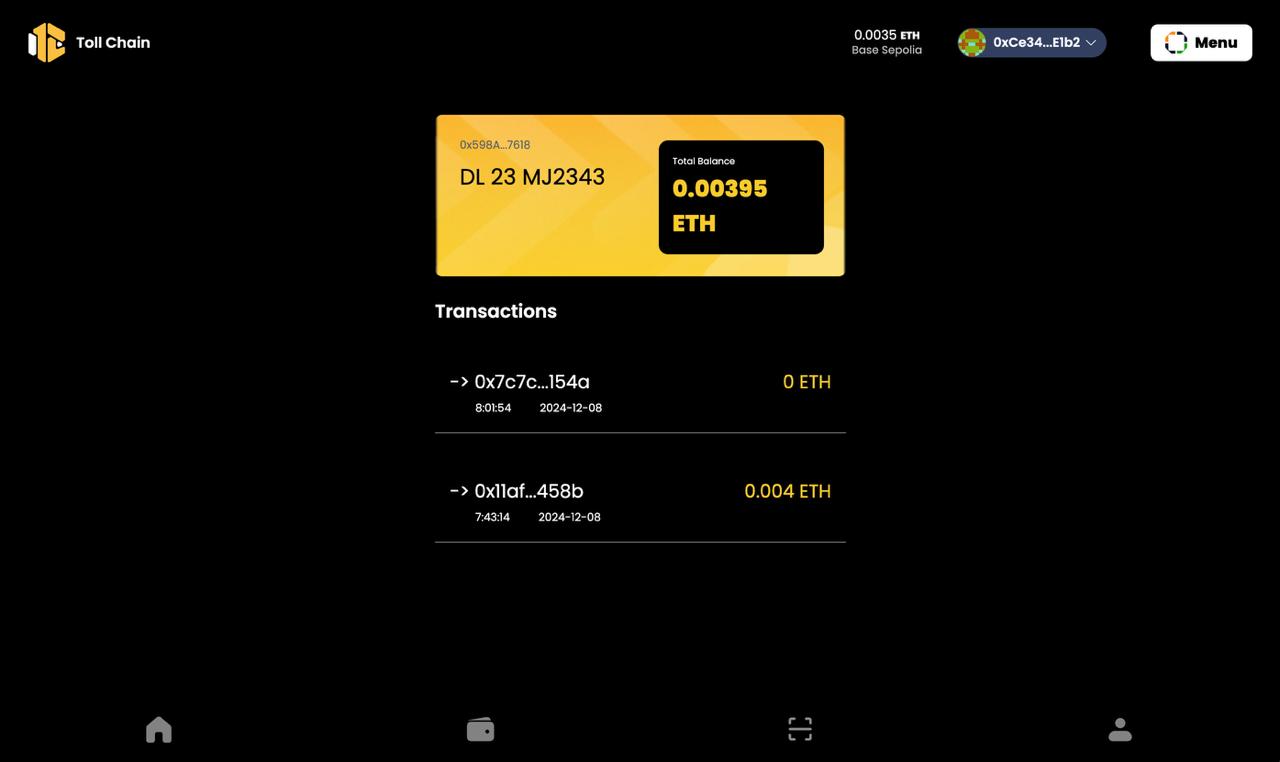 Toll Chain
0.0035 ETH
Base Sepolia
0xCe34...E1b2
Menu
0x598A...7618
DL 23 MJ2343
Total Balance
0.00395
ETH
Transactions
-> 0x7c7c...154a
0 ETH
8:01:54 2024-12-08
-> 0x11af...458b
0.004 ETH
7:43:14 2024-12-08